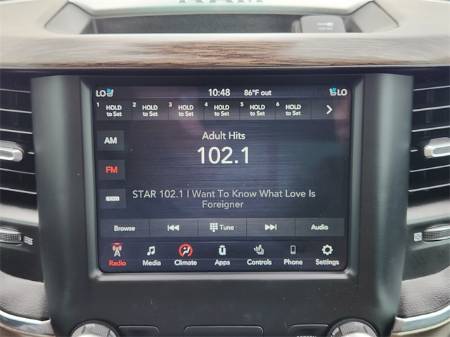 LO 10:48 86°F out LO
1 HOLD to Set 2 HOLD to Set 3 HOLD to Set 4 HOLD to Set 5 HOLD to Set 6 HOLD to Set
Adult Hits
AM
102.1
FM
STAR 102.1 I Want To Know What Love Is
Foreigner
Browse Tune Audio
Radio Media Climate Apps Controls Phone Settings